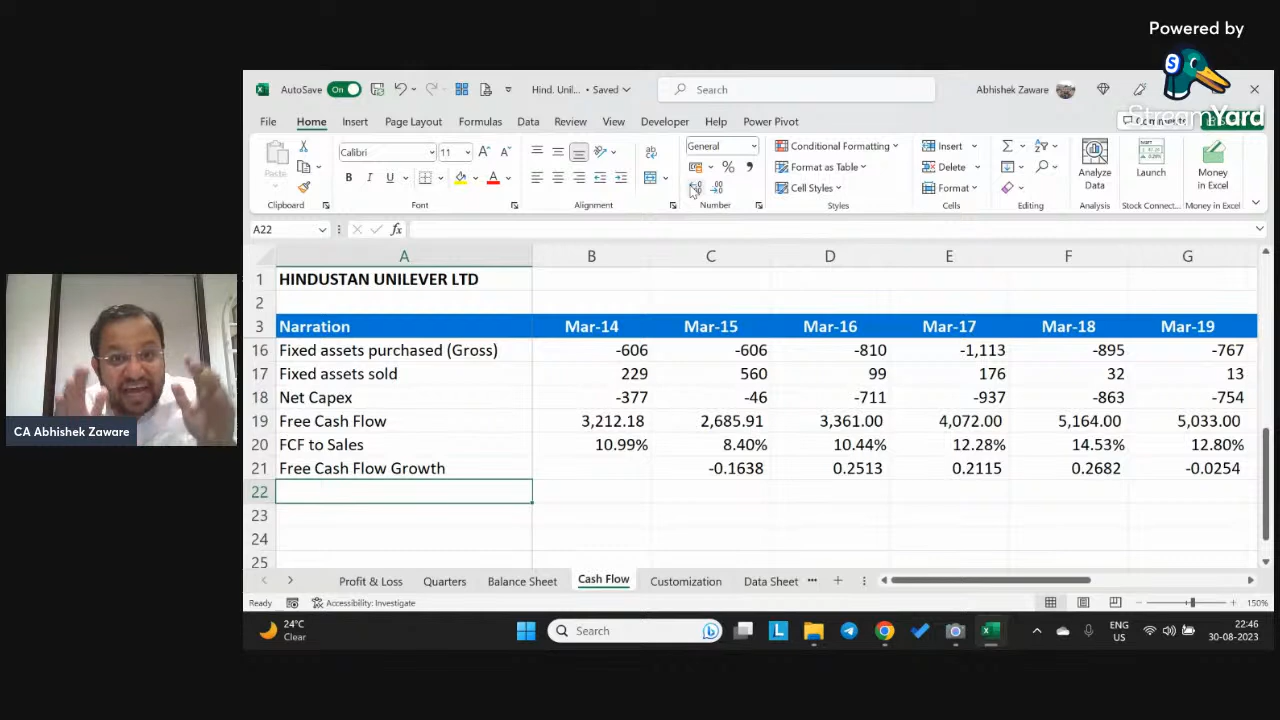 Powered by
StreamYard
AutoSave On Hind. Unil... • Saved Search Abhishek Zaware
File Home Insert Page Layout Formulas Data Review View Developer Help Power Pivot Comments
Paste Calibri 11 General Conditional Formatting Format as Table Cell Styles Insert Delete Format Analyze Data Launch Money in Excel
Clipboard Font Alignment Number Styles Cells Editing Analysis Stock Connect... Money in Excel
A22 fx
A B C D E F G
1 HINDUSTAN UNILEVER LTD
2
3 Narration Mar-14 Mar-15 Mar-16 Mar-17 Mar-18 Mar-19
16 Fixed assets purchased (Gross) -606 -606 -810 -1,113 -895 -767
17 Fixed assets sold 229 560 99 176 32 13
18 Net Capex -377 -46 -711 -937 -863 -754
19 Free Cash Flow 3,212.18 2,685.91 3,361.00 4,072.00 5,164.00 5,033.00
20 FCF to Sales 10.99% 8.40% 10.44% 12.28% 14.53% 12.80%
21 Free Cash Flow Growth -0.1638 0.2513 0.2115 0.2682 -0.0254
22
23
24
25
CA Abhishek Zaware
Profit & Loss Quarters Balance Sheet Cash Flow Customization Data Sheet ...
Ready Accessibility: Investigate 150%
24°C
Clear
Search
ENG
US
22:46
30-08-2023